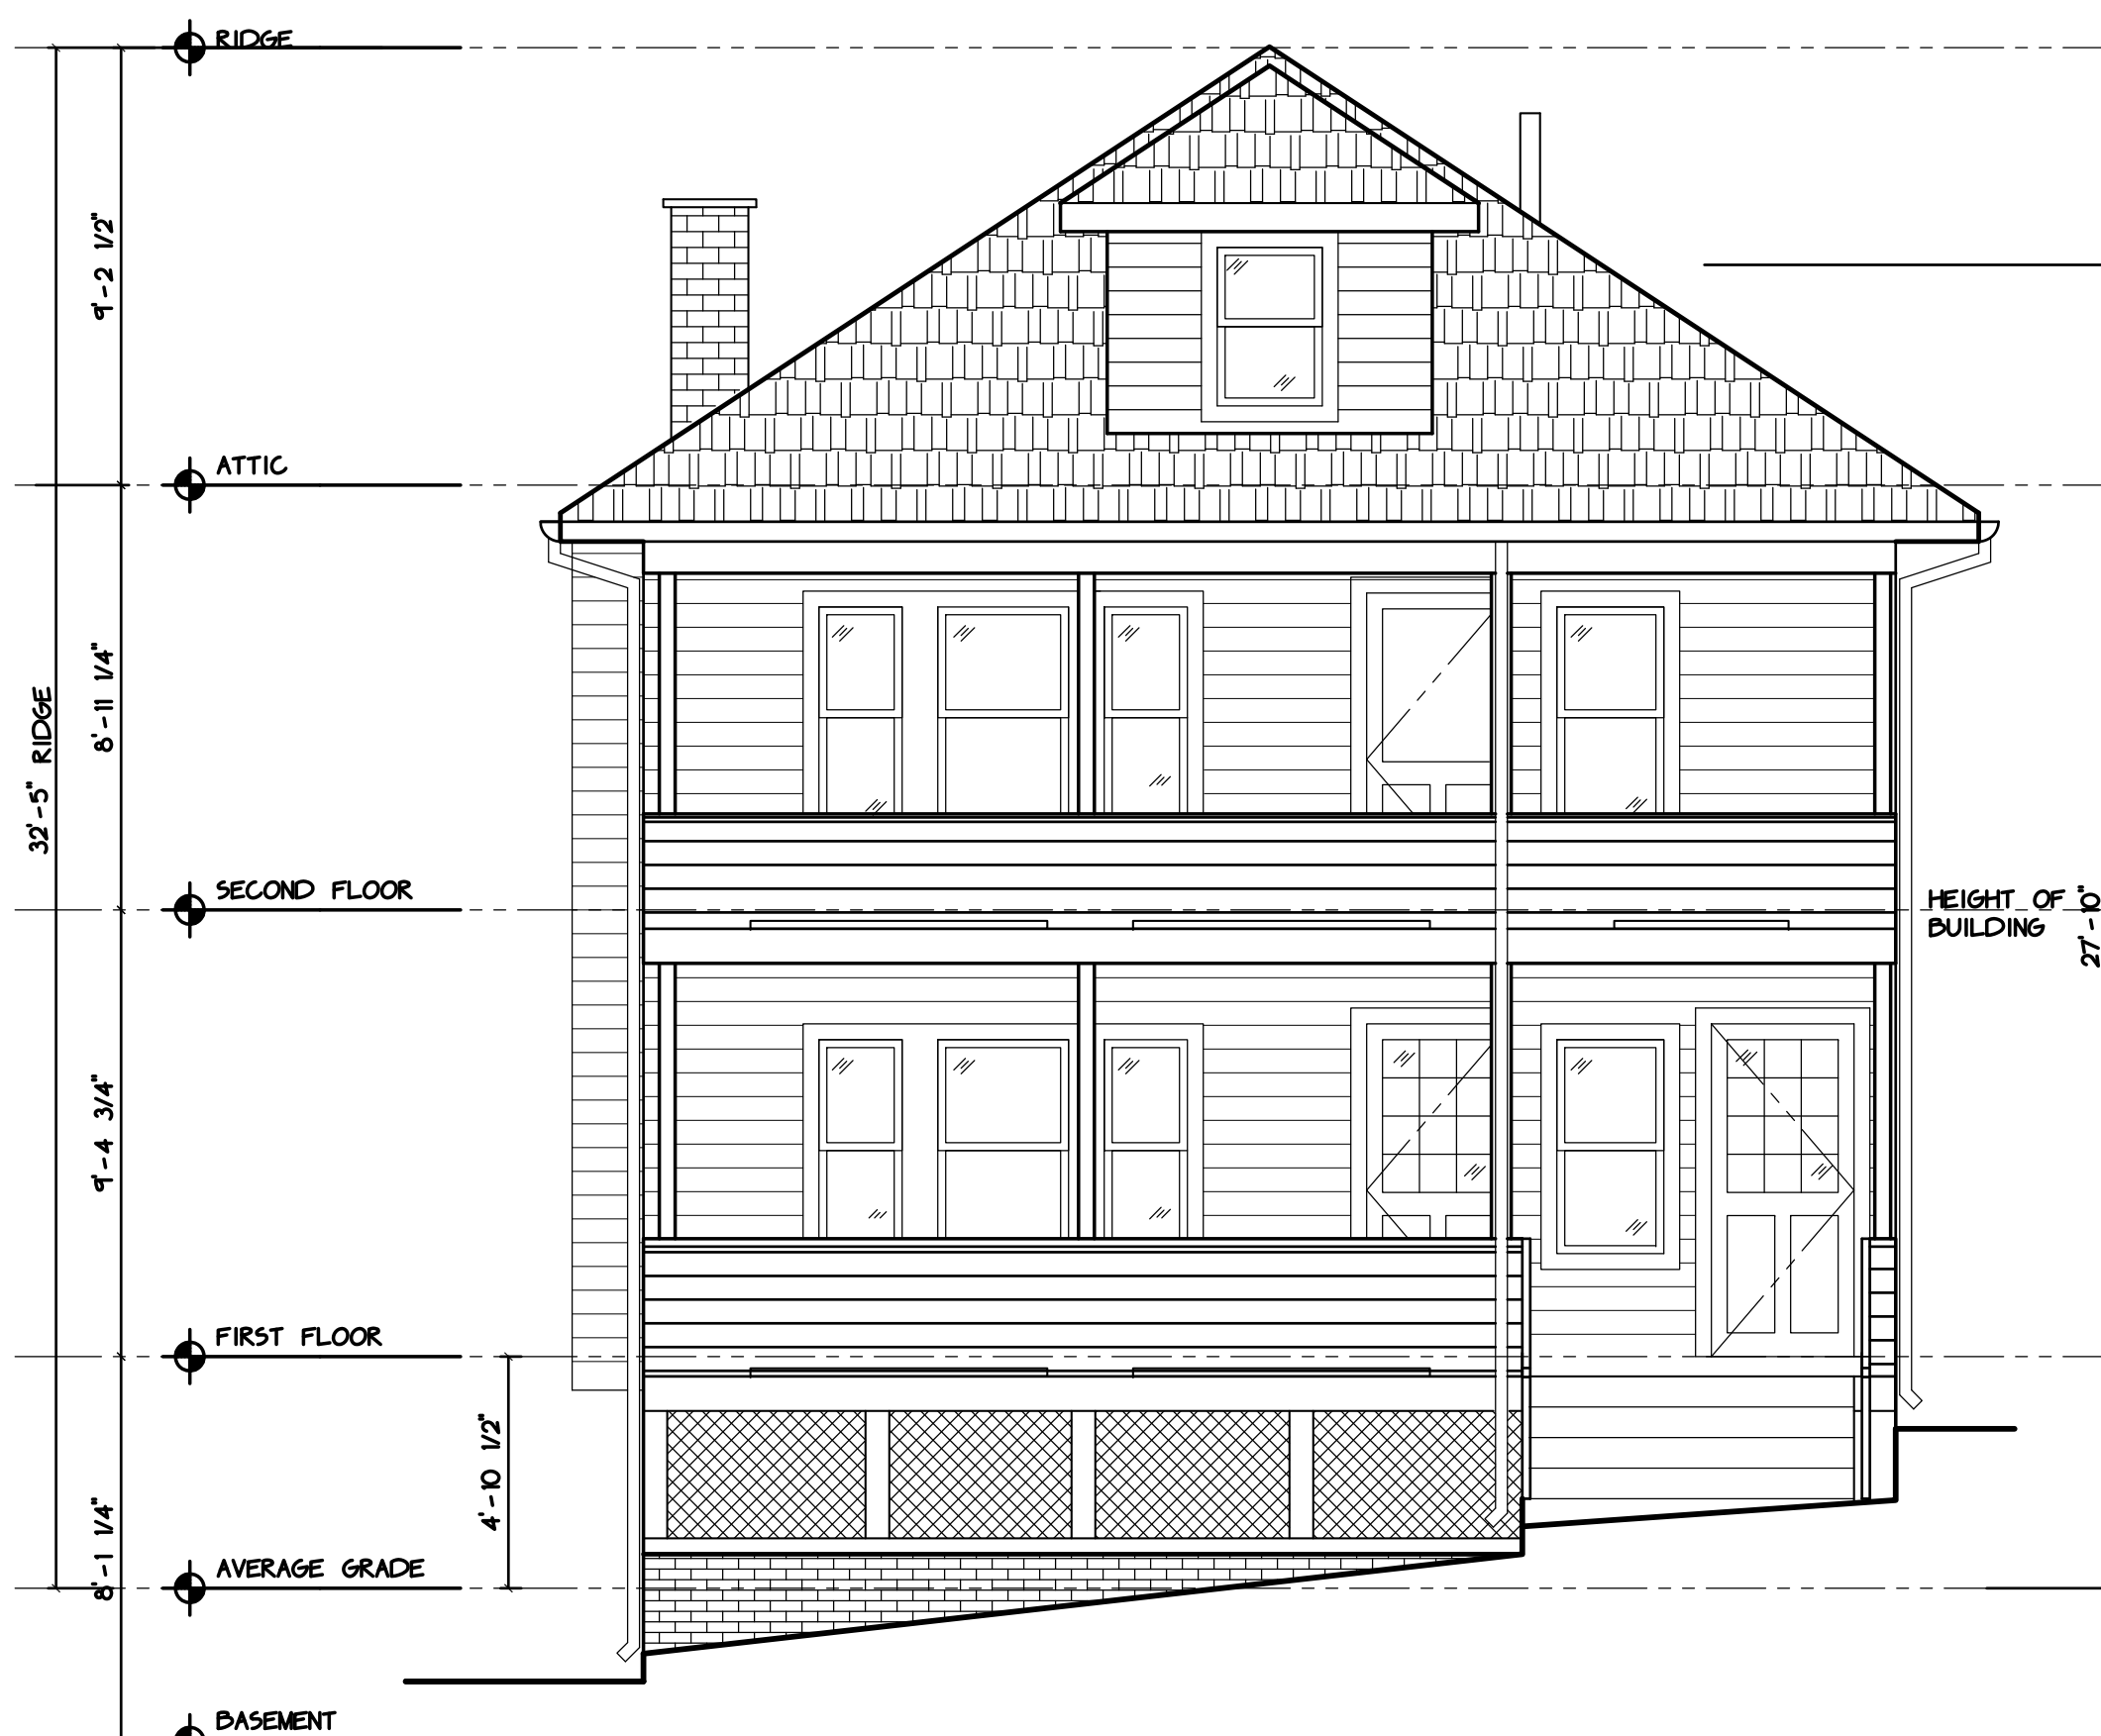 RIDGE
9'-2 1/2"
ATTIC
8'-11 1/4"
32'-5" RIDGE
SECOND FLOOR
HEIGHT OF
BUILDING
27'-10"
9'-4 3/4"
FIRST FLOOR
4'-10 1/2"
8'-1 1/4"
AVERAGE GRADE
BASEMENT